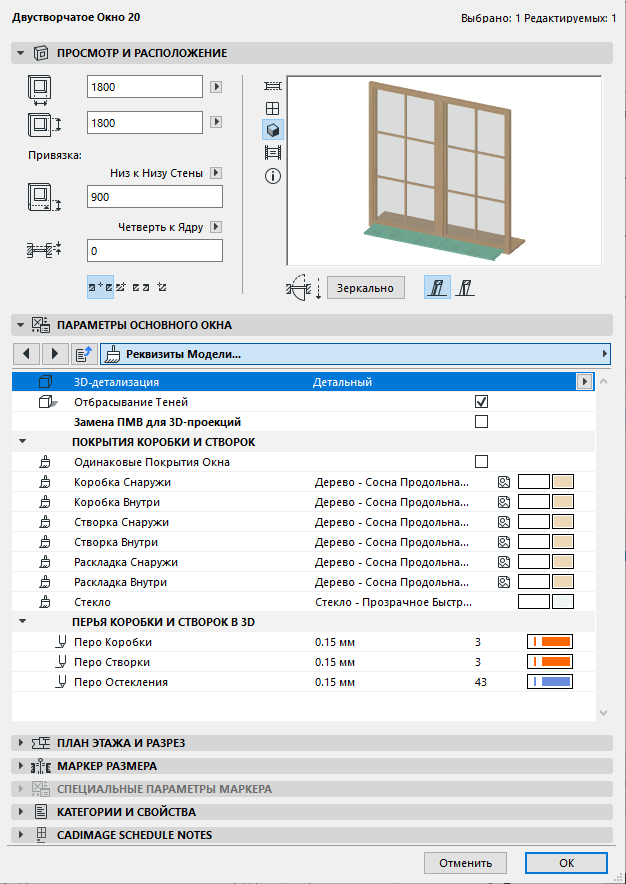 Двустворчатое Окно 20
Выбрано: 1 Редактируемых: 1
ПРОСМОТР И РАСПОЛОЖЕНИЕ
1800
1800
Привязка:
Низ к Низу Стены
900
Четверть к Ядру
0
Зеркально
ПАРАМЕТРЫ ОСНОВНОГО ОКНА
Реквизиты Модели...
3D-детализация Детальный
Отбрасывание Теней
Замена ПМВ для 3D-проекций
ПОКРЫТИЯ КОРОБКИ И СТВОРОК
Одинаковые Покрытия Окна
Коробка Снаружи Дерево - Сосна Продольна...
Коробка Внутри Дерево - Сосна Продольна...
Створка Снаружи Дерево - Сосна Продольна...
Створка Внутри Дерево - Сосна Продольна...
Раскладка Снаружи Дерево - Сосна Продольна...
Раскладка Внутри Дерево - Сосна Продольна...
Стекло Стекло - Прозрачное Быстр...
ПЕРЬЯ КОРОБКИ И СТВОРОК В 3D
Перо Коробки 0.15 мм 3
Перо Створки 0.15 мм 3
Перо Остекления 0.15 мм 43
ПЛАН ЭТАЖА И РАЗРЕЗ
МАРКЕР РАЗМЕРА
СПЕЦИАЛЬНЫЕ ПАРАМЕТРЫ МАРКЕРА
КАТЕГОРИИ И СВОЙСТВА
CADIMAGE SCHEDULE NOTES
Отменить OK